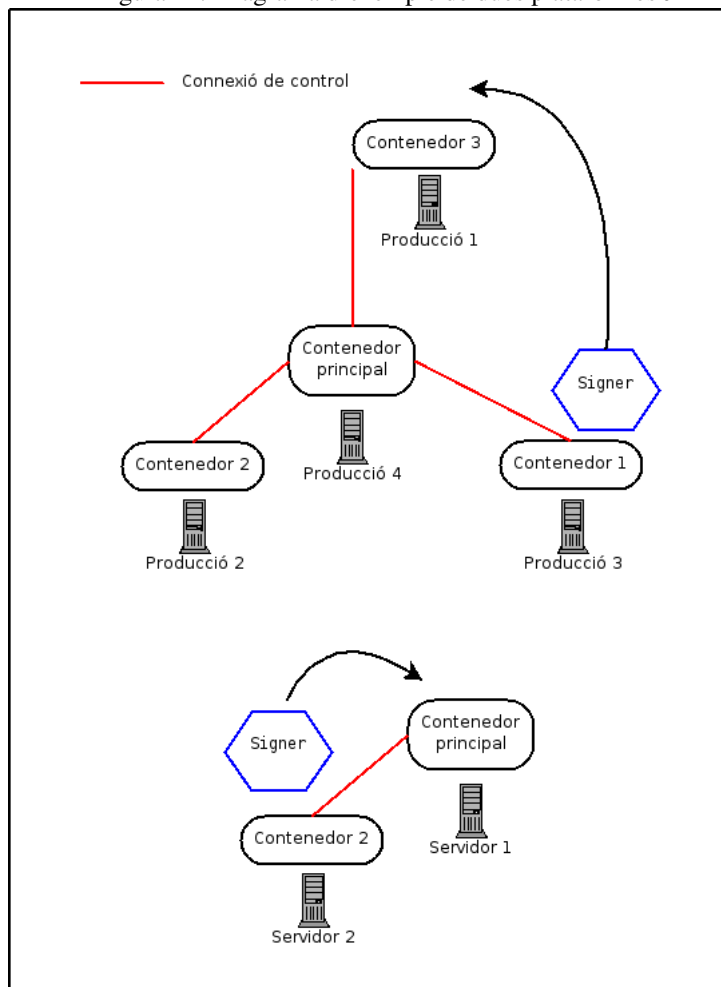 Connexió de control
Contenedor 3
Producció 1
Contenedor
principal
Signer
Contenedor 2
Contenedor 1
Producció 4
Producció 2
Producció 3
Contenedor
principal
Signer
Contenedor 2
Servidor 1
Servidor 2